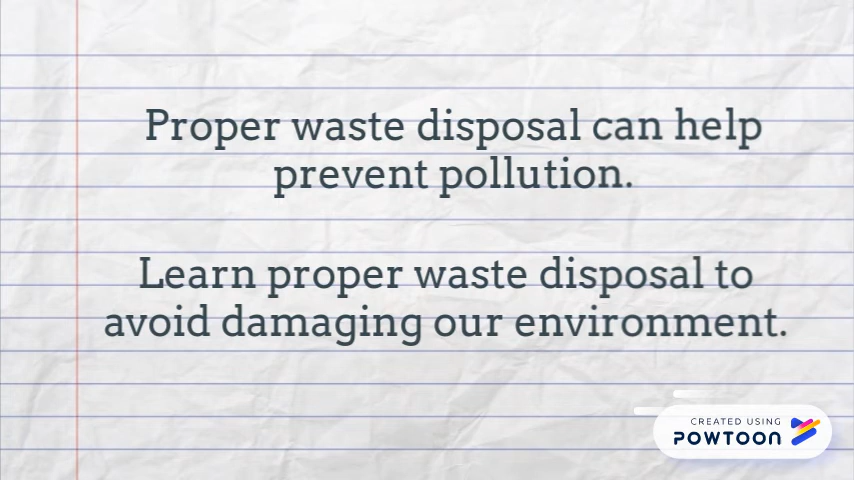 Proper waste disposal can help
prevent pollution.
Learn proper waste disposal to
avoid damaging our environment.
CREATED USING
POWTOON